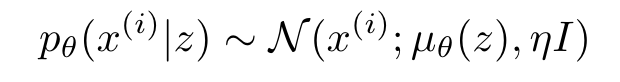 p_θ(x^{(i)}|z) ∼ 𝒩(x^{(i)}; μ_θ(z), ηI)